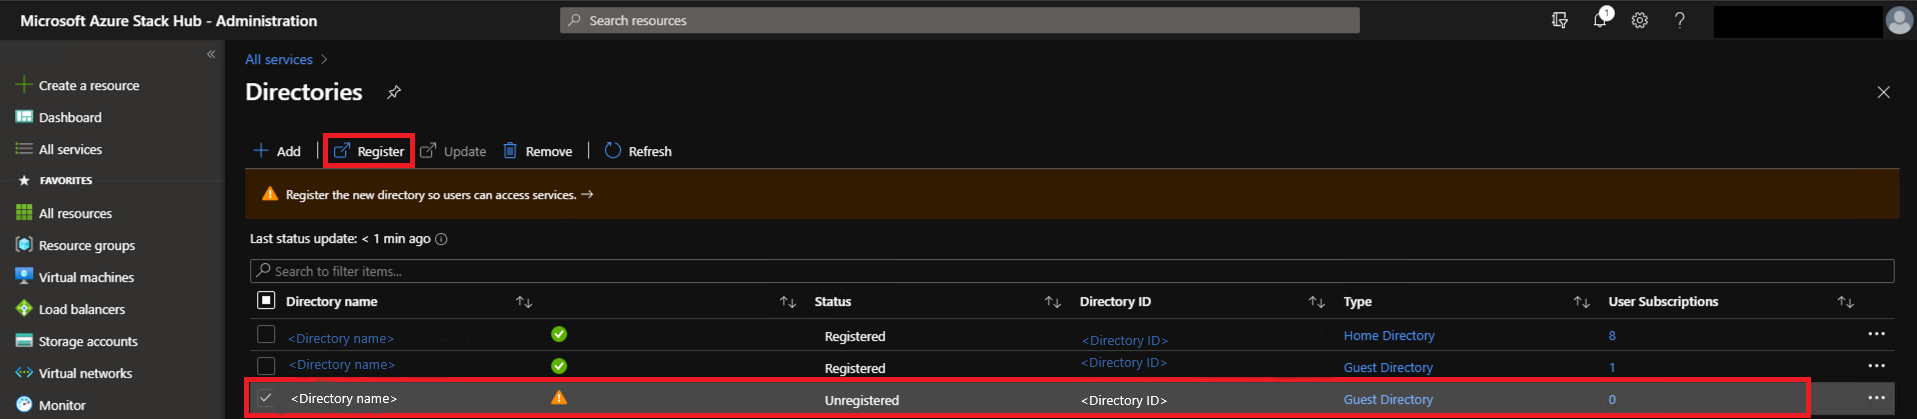 Microsoft Azure Stack Hub - Administration
Search resources
1
«
All services >
Create a resource
Directories
Dashboard
All services
Add
Register
Update
Remove
Refresh
FAVORITES
Register the new directory so users can access services. →
All resources
Last status update: < 1 min ago
Resource groups
Search to filter items...
Virtual machines
Directory name ↑↓ ↑↓ Status ↑↓ Directory ID ↑↓ Type ↑↓ User Subscriptions ↑↓
Load balancers
<Directory name> Registered <Directory ID> Home Directory 8 ...
Storage accounts
<Directory name> Registered <Directory ID> Guest Directory 1 ...
Virtual networks
<Directory name> Unregistered <Directory ID> Guest Directory 0 ...
Monitor